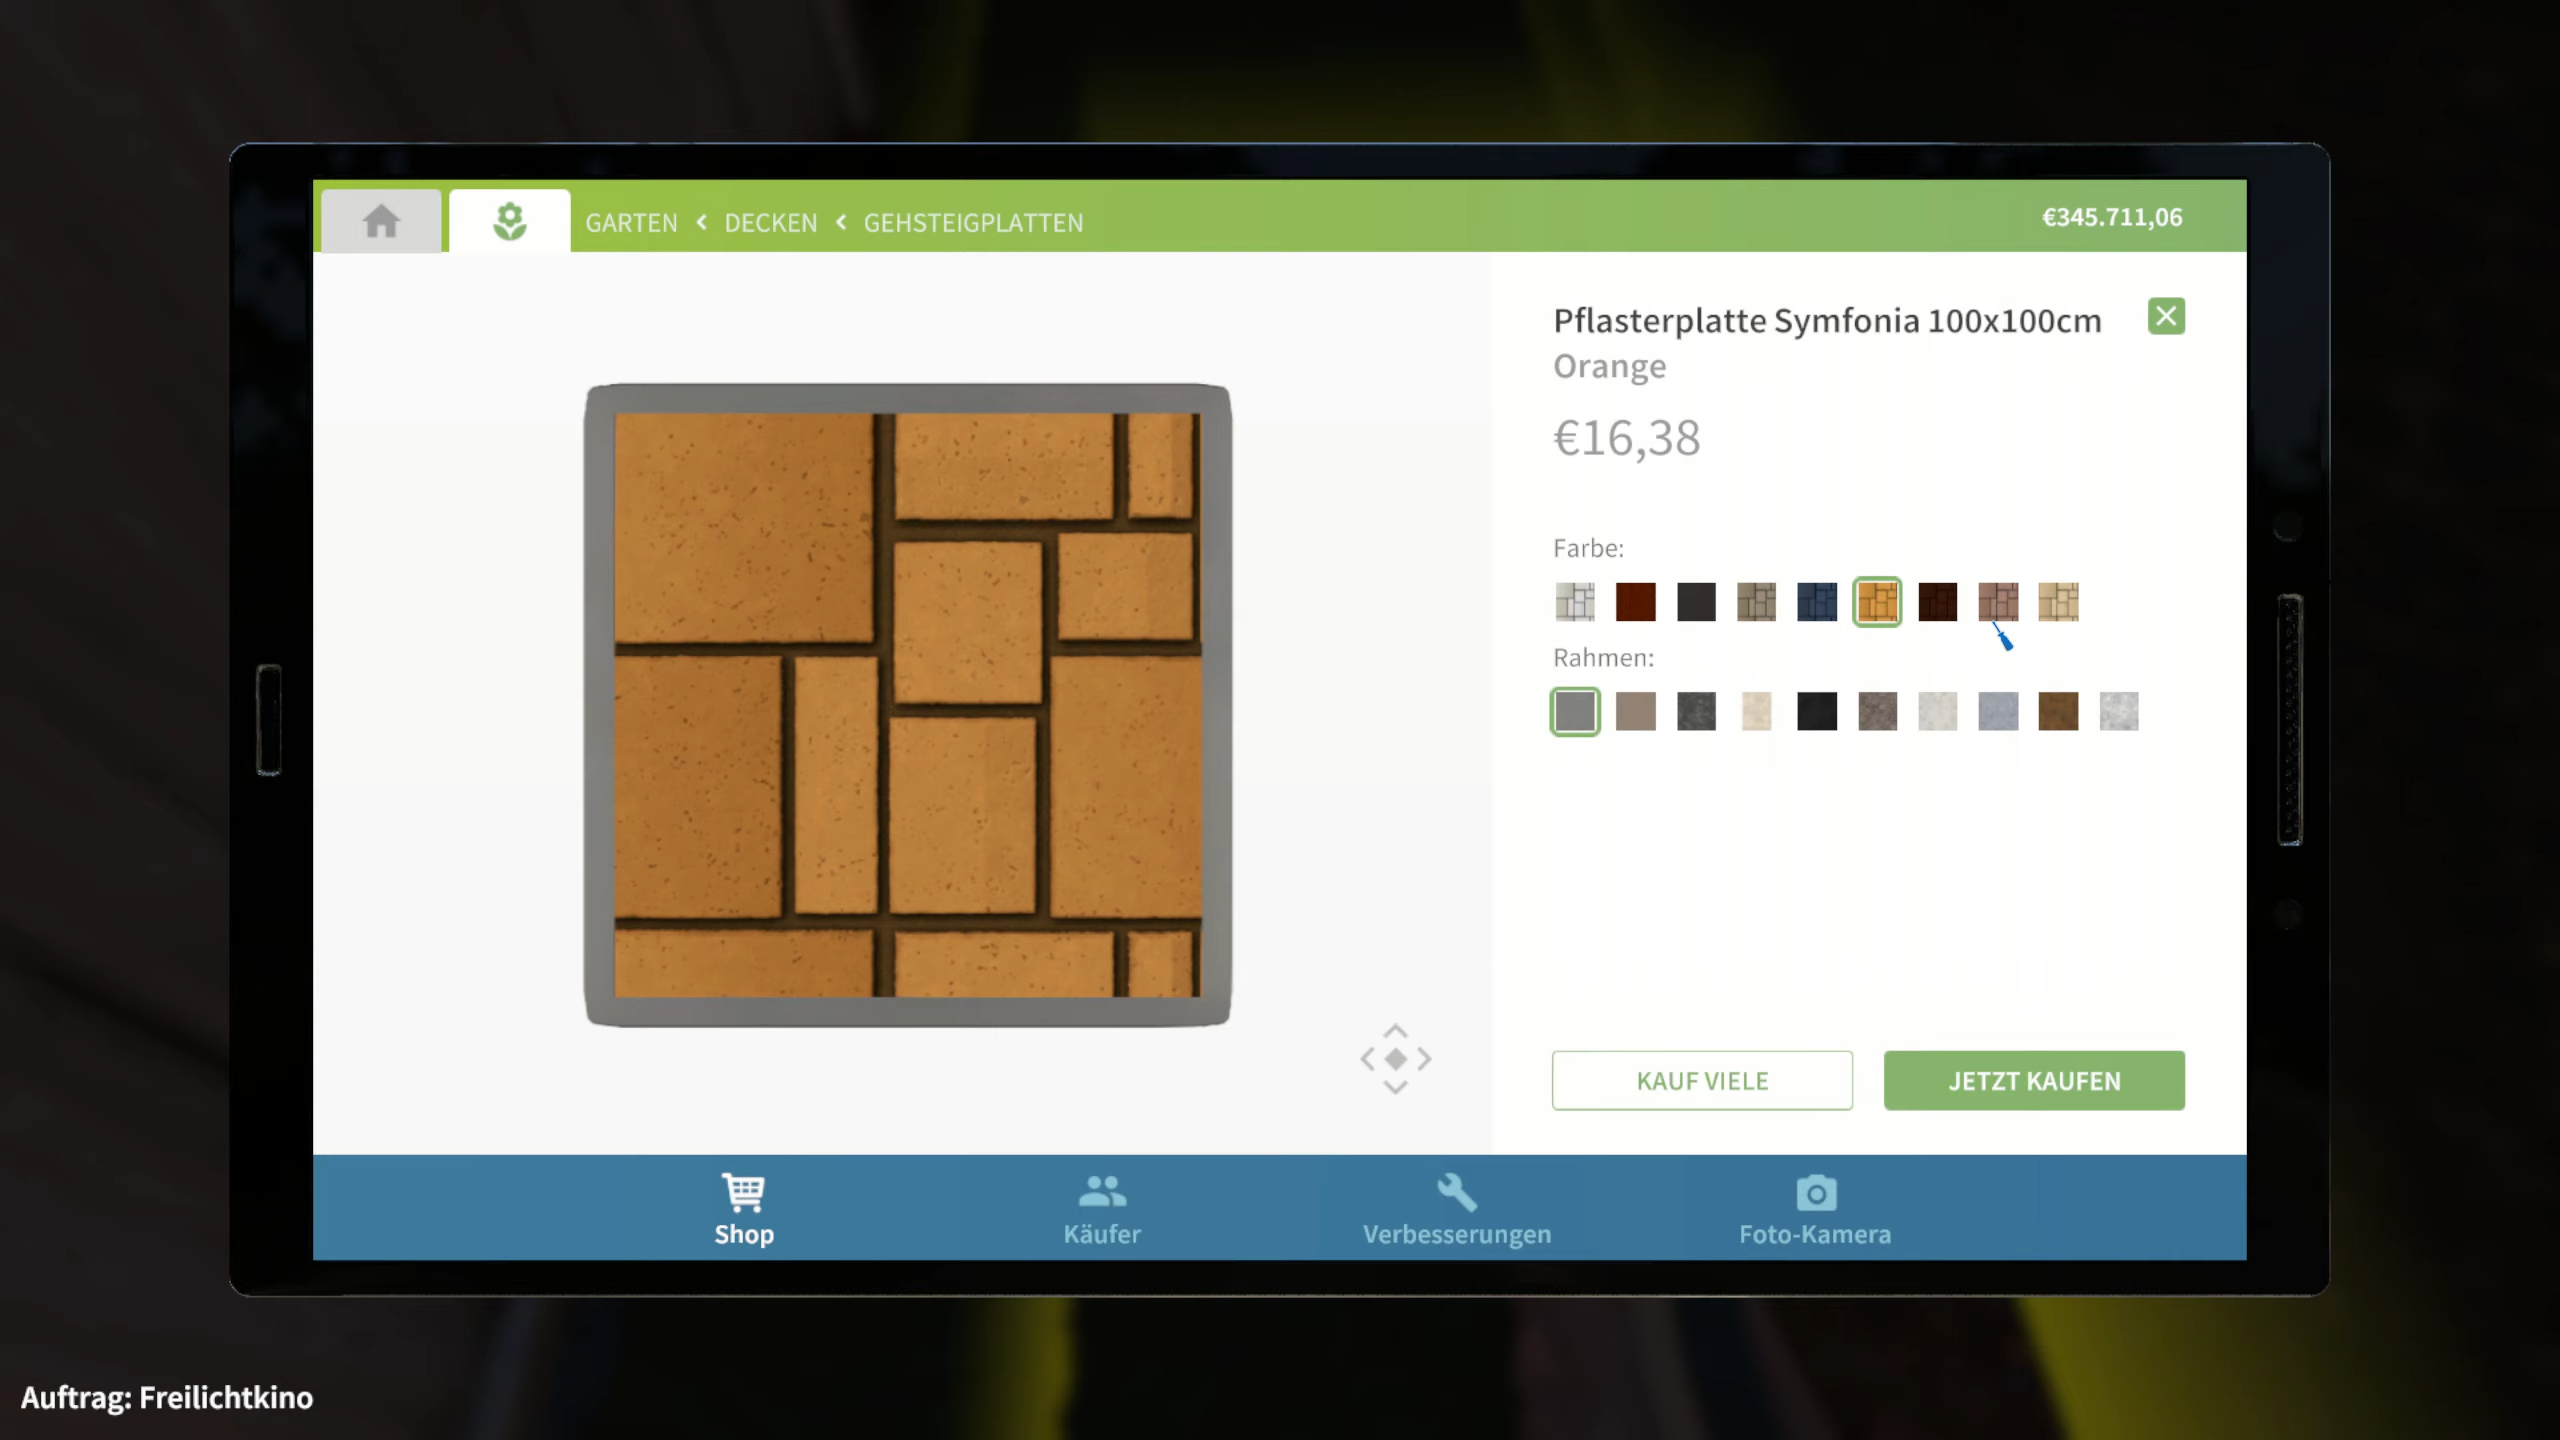 GARTEN < DECKEN < GEHSTEIGPLATTEN
€345.711,06
Pflasterplatte Symfonia 100x100cm
Orange
€16,38
Farbe:
Rahmen:
KAUF VIELE
JETZT KAUFEN
Shop
Käufer
Verbesserungen
Foto-Kamera
Auftrag: Freilichtkino